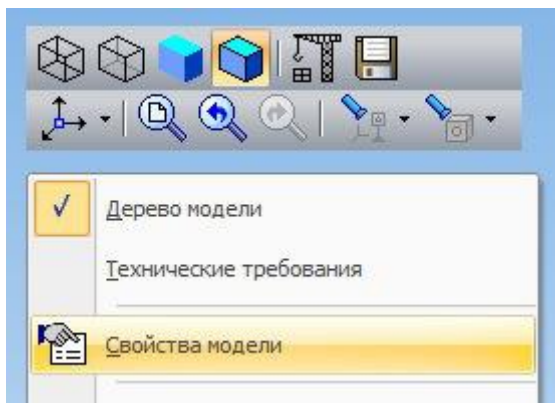 Дерево модели
Технические требования
Свойства модели